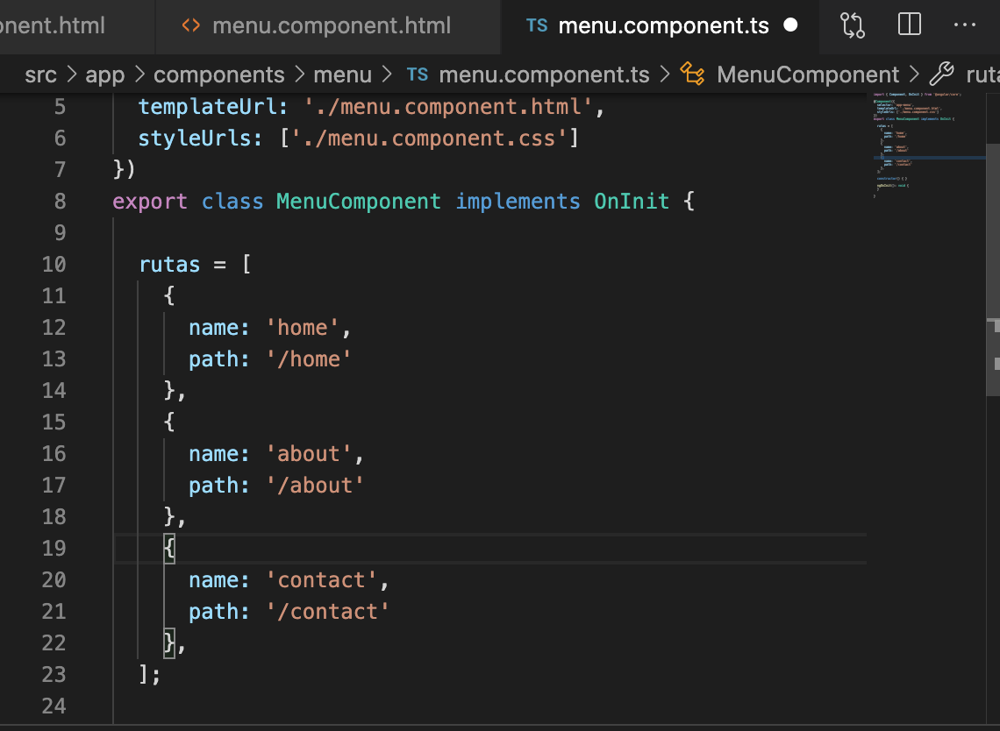 nent.html
<> menu.component.html
TS menu.component.ts
src > app > components > menu > TS menu.component.ts > MenuComponent > ruta
5 templateUrl: './menu.component.html',
6 styleUrls: ['./menu.component.css']
7 })
8 export class MenuComponent implements OnInit {
9
10 rutas = [
11 {
12 name: 'home',
13 path: '/home'
14 },
15 {
16 name: 'about',
17 path: '/about'
18 },
19 {
20 name: 'contact',
21 path: '/contact'
22 },
23 ];
24